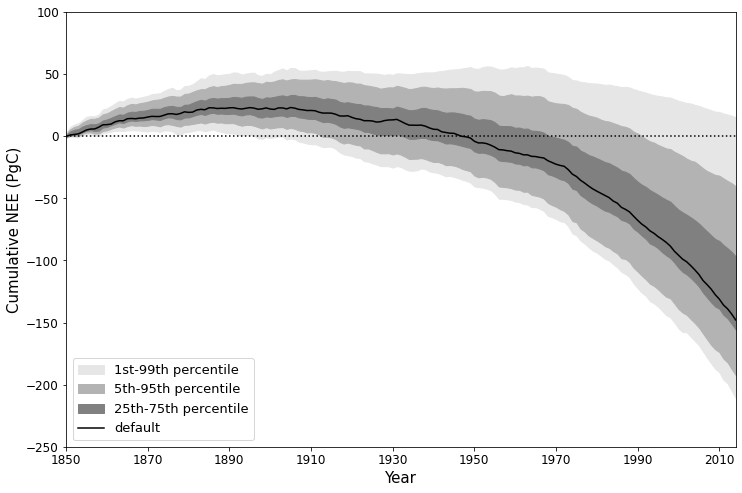 100
50
0
−50
−100
−150
−200
−250
Cumulative NEE (PgC)
1st-99th percentile
5th-95th percentile
25th-75th percentile
default
1850 1870 1890 1910 1930 1950 1970 1990 2010
Year